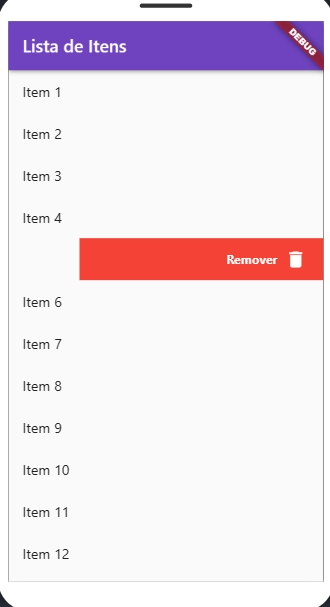 Lista de Itens
DEBUG
Item 1
Item 2
Item 3
Item 4
Remover
Item 6
Item 7
Item 8
Item 9
Item 10
Item 11
Item 12